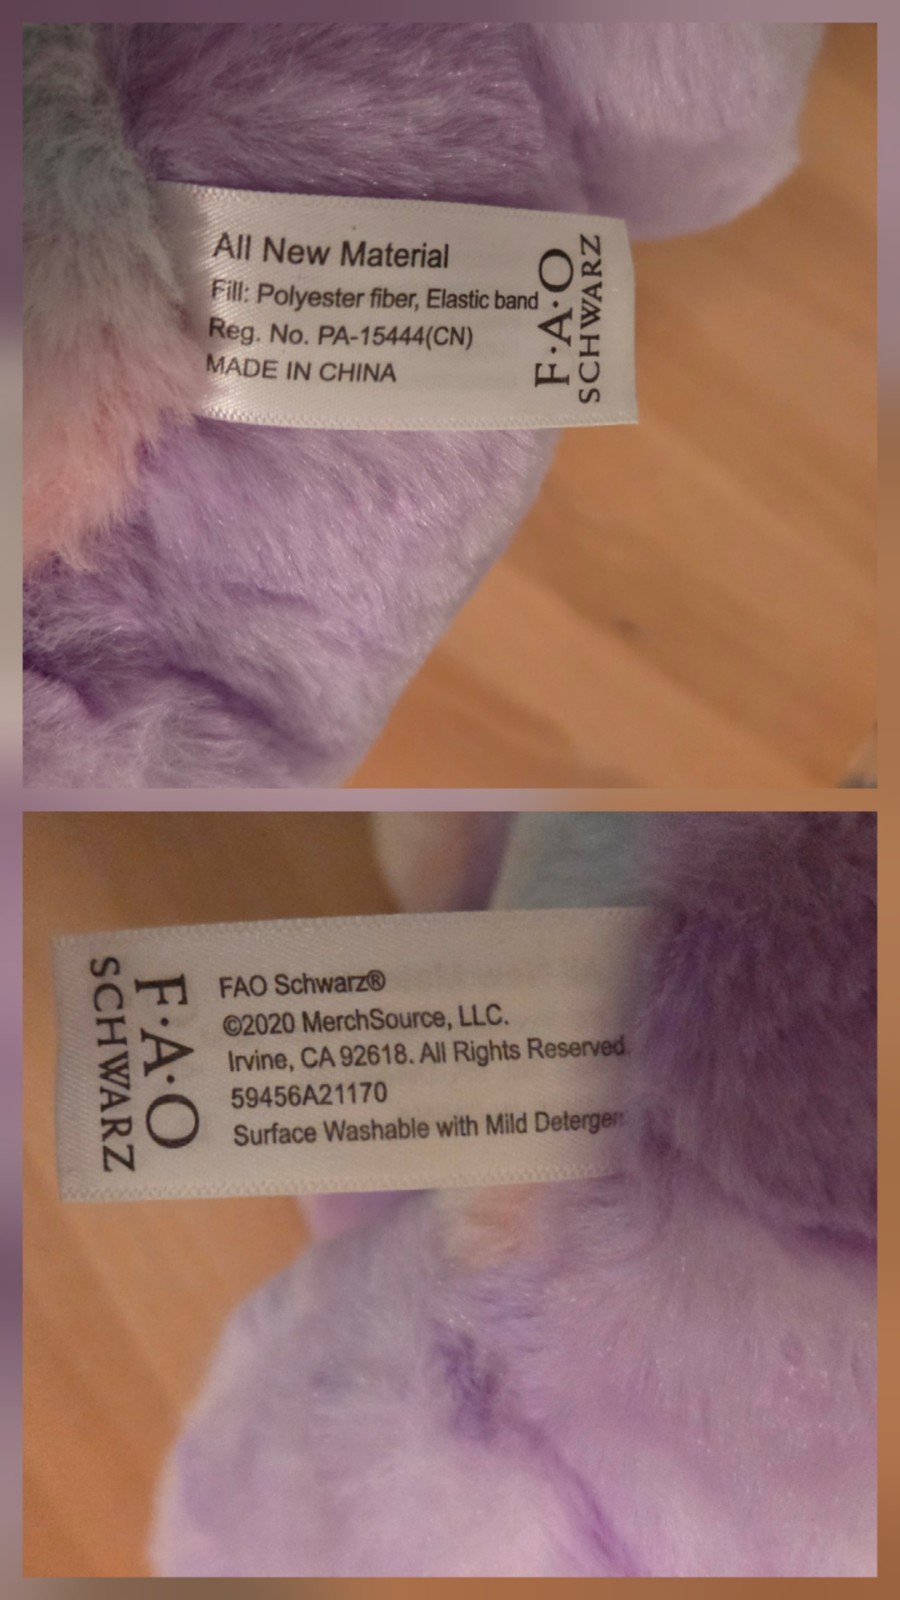 All New Material
Fill: Polyester fiber, Elastic band
Reg. No. PA-15444(CN)
MADE IN CHINA
F·A·O
SCHWARZ
F·A·O
SCHWARZ
FAO Schwarz®
©2020 MerchSource, LLC.
Irvine, CA 92618. All Rights Reserved.
59456A21170
Surface Washable with Mild Deterge